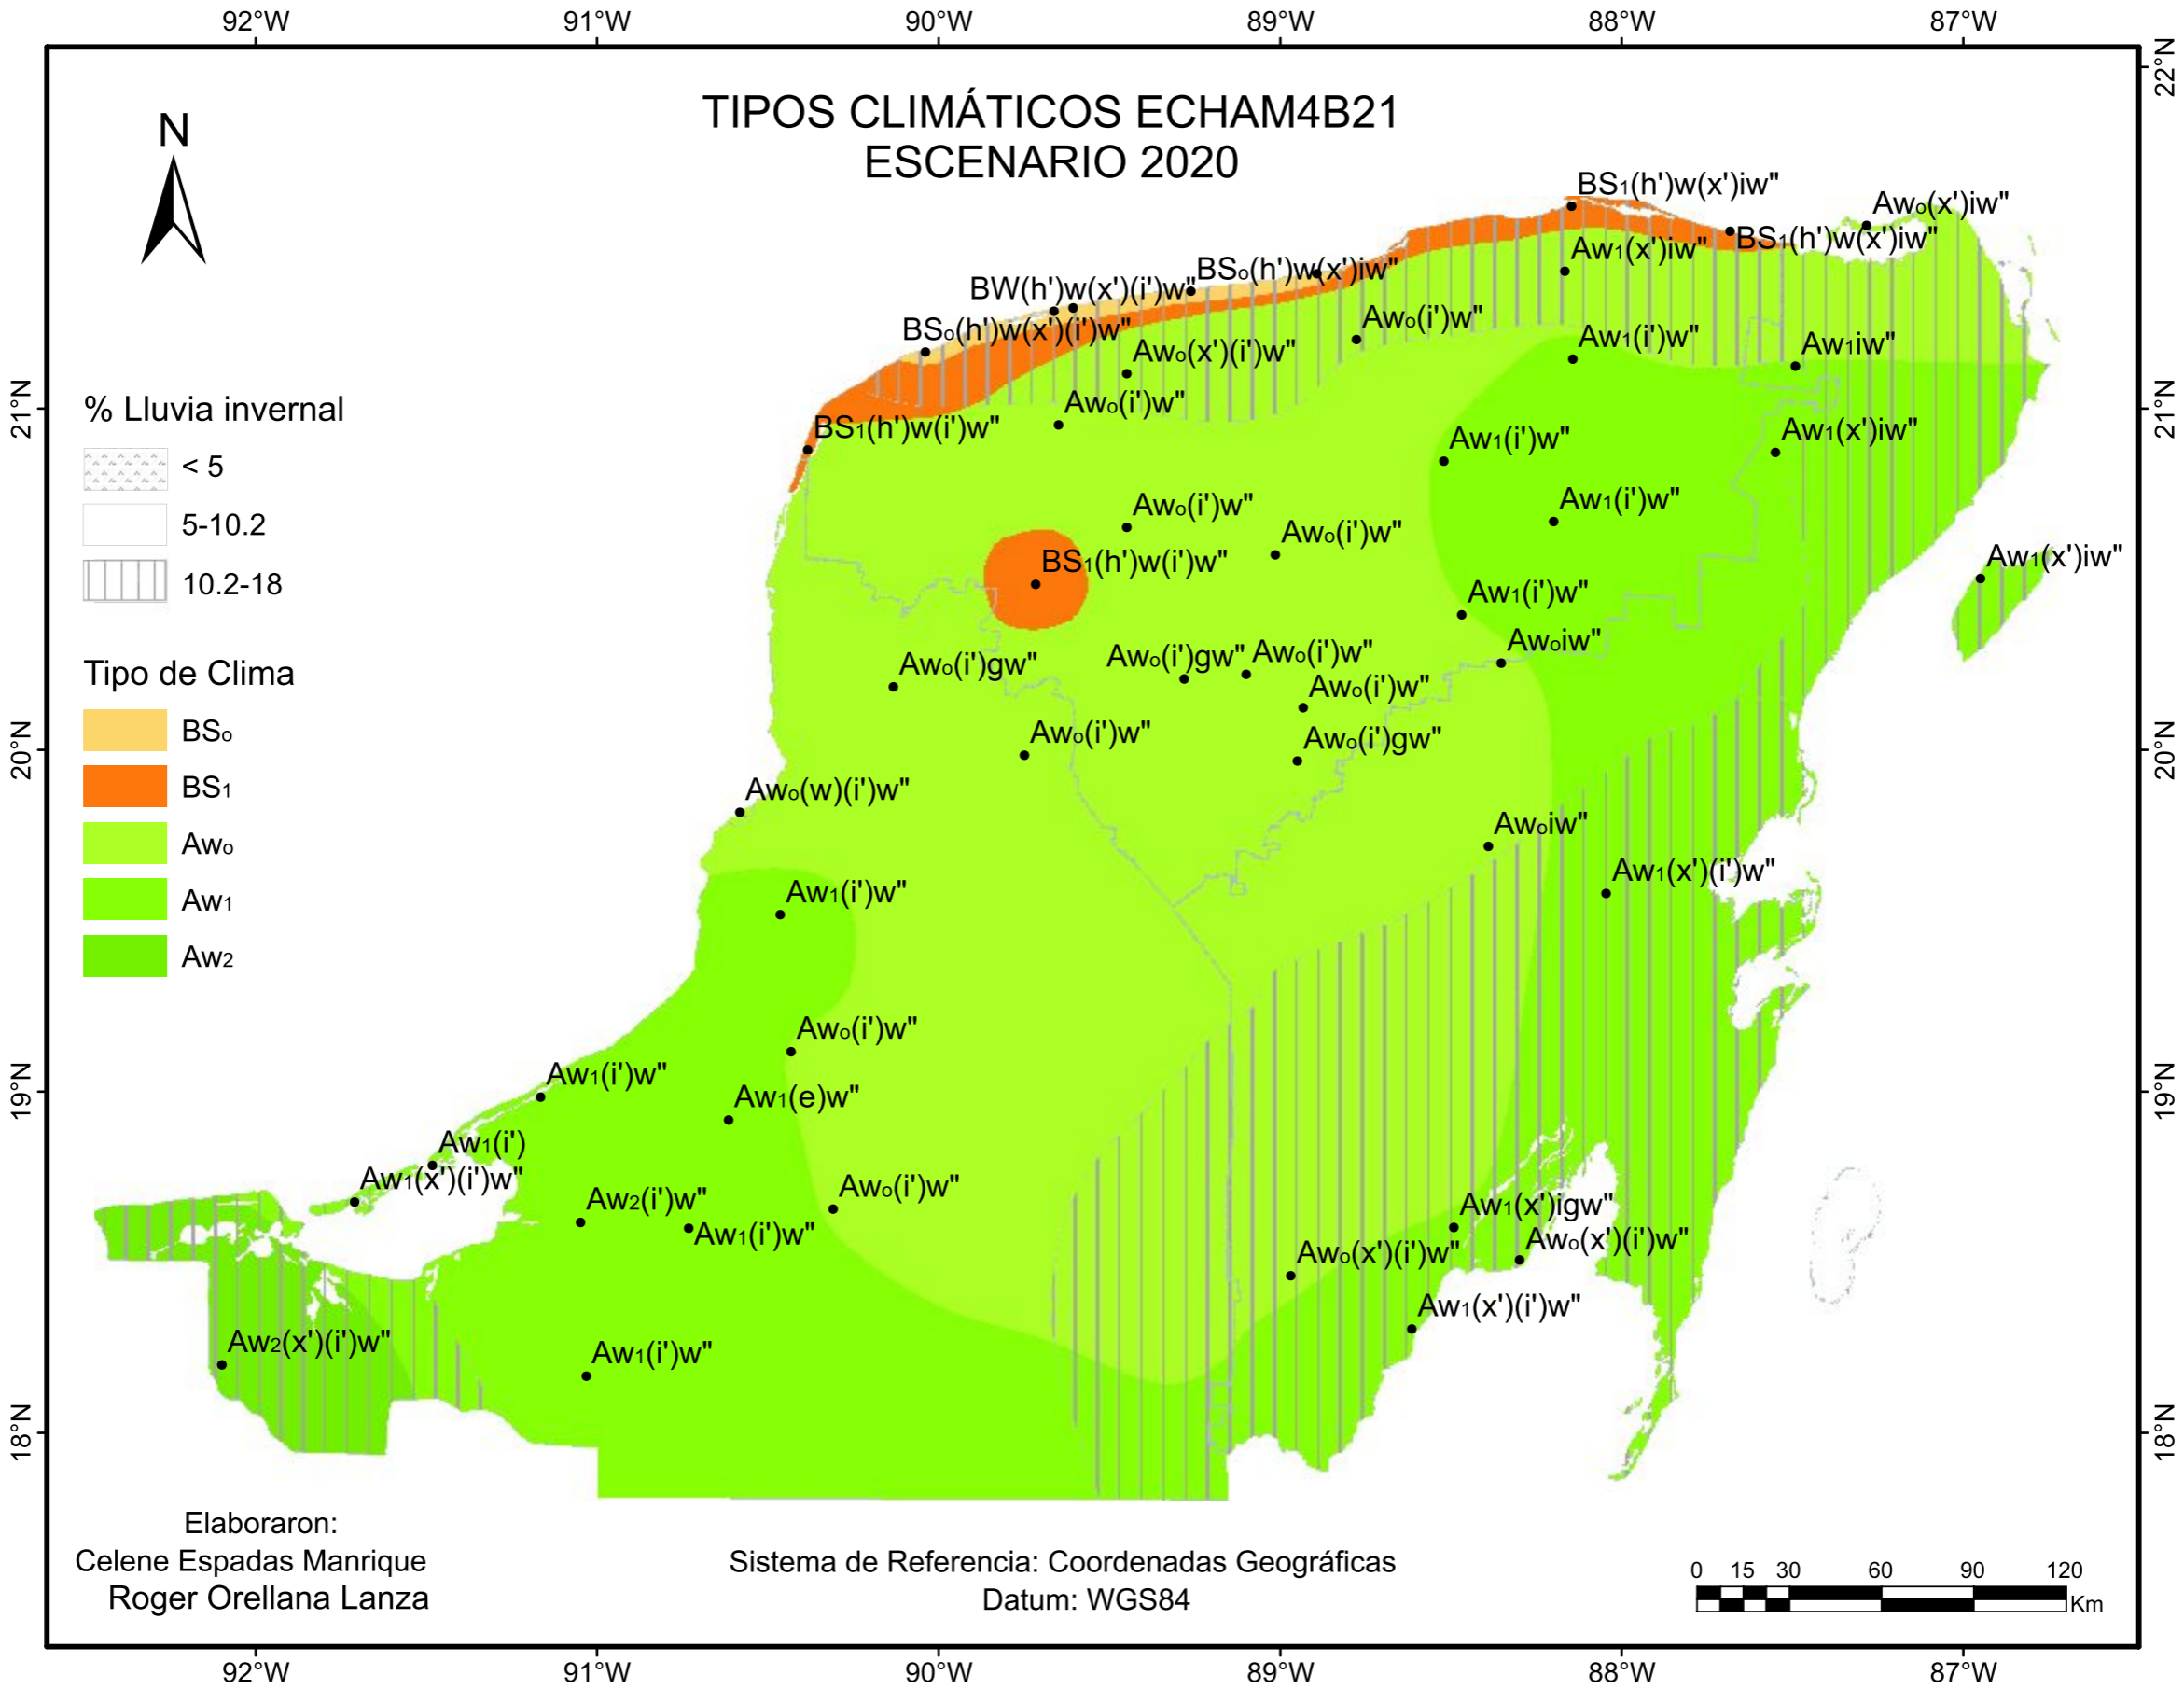 92°W 91°W 90°W 89°W 88°W 87°W
22°N
TIPOS CLIMÁTICOS ECHAM4B21
ESCENARIO 2020
N
BS₁(h')w(x')iw"
Awₒ(x')iw"
BS₁(h')w(x')iw"
Aw₁(x')iw"
BSₒ(h')w(x')iw"
BW(h')w(x')(i')w"
BSₒ(h')w(x')(i')w"
Awₒ(i')w"
Aw₁(i')w"
Aw₁iw"
Awₒ(x')(i')w"
Awₒ(i')w"
21°N
21°N
BS₁(h')w(i')w"
Aw₁(i')w"
Aw₁(x')iw"
Awₒ(i')w"
Aw₁(i')w"
Awₒ(i')w"
BS₁(h')w(i')w"
Aw₁(x')iw"
Aw₁(i')w"
Awₒiw"
Awₒ(i')gw"
Awₒ(i')gw"
Awₒ(i')w"
Awₒ(i')w"
Awₒ(i')w"
Awₒ(i')gw"
20°N
20°N
Awₒ(w)(i')w"
Awₒiw"
Aw₁(x')(i')w"
Aw₁(i')w"
Awₒ(i')w"
Aw₁(i')w"
Aw₁(e)w"
19°N
19°N
Aw₁(i')
Aw₁(x')(i')w"
Aw₂(i')w"
Awₒ(i')w"
Aw₁(i')w"
Aw₁(x')igw"
Awₒ(x')(i')w"
Awₒ(x')(i')w"
Aw₁(x')(i')w"
Aw₂(x')(i')w"
Aw₁(i')w"
18°N
18°N
% Lluvia invernal
< 5
5-10.2
10.2-18
Tipo de Clima
BSₒ
BS₁
Awₒ
Aw₁
Aw₂
Elaboraron:
Celene Espadas Manrique
Roger Orellana Lanza
Sistema de Referencia: Coordenadas Geográficas
Datum: WGS84
0 15 30 60 90 120
Km
92°W 91°W 90°W 89°W 88°W 87°W